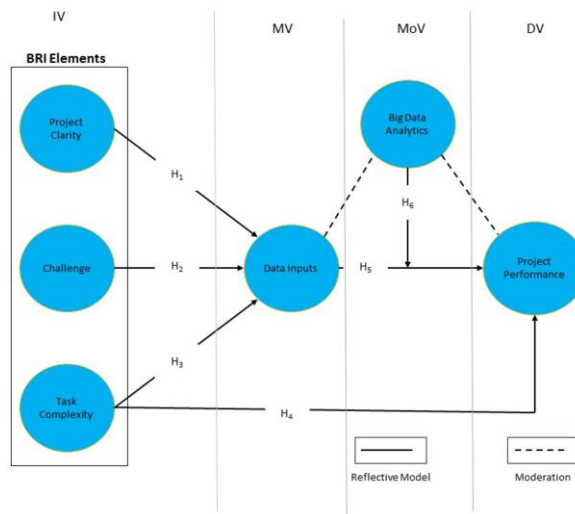 IV
MV
MoV
DV
BRI Elements
Project
Clarity
Big Data
Analytics
H1
H6
Challenge
H2
Data Inputs
H5
Project
Performance
H3
Task
Complexity
H4
Reflective Model
Moderation